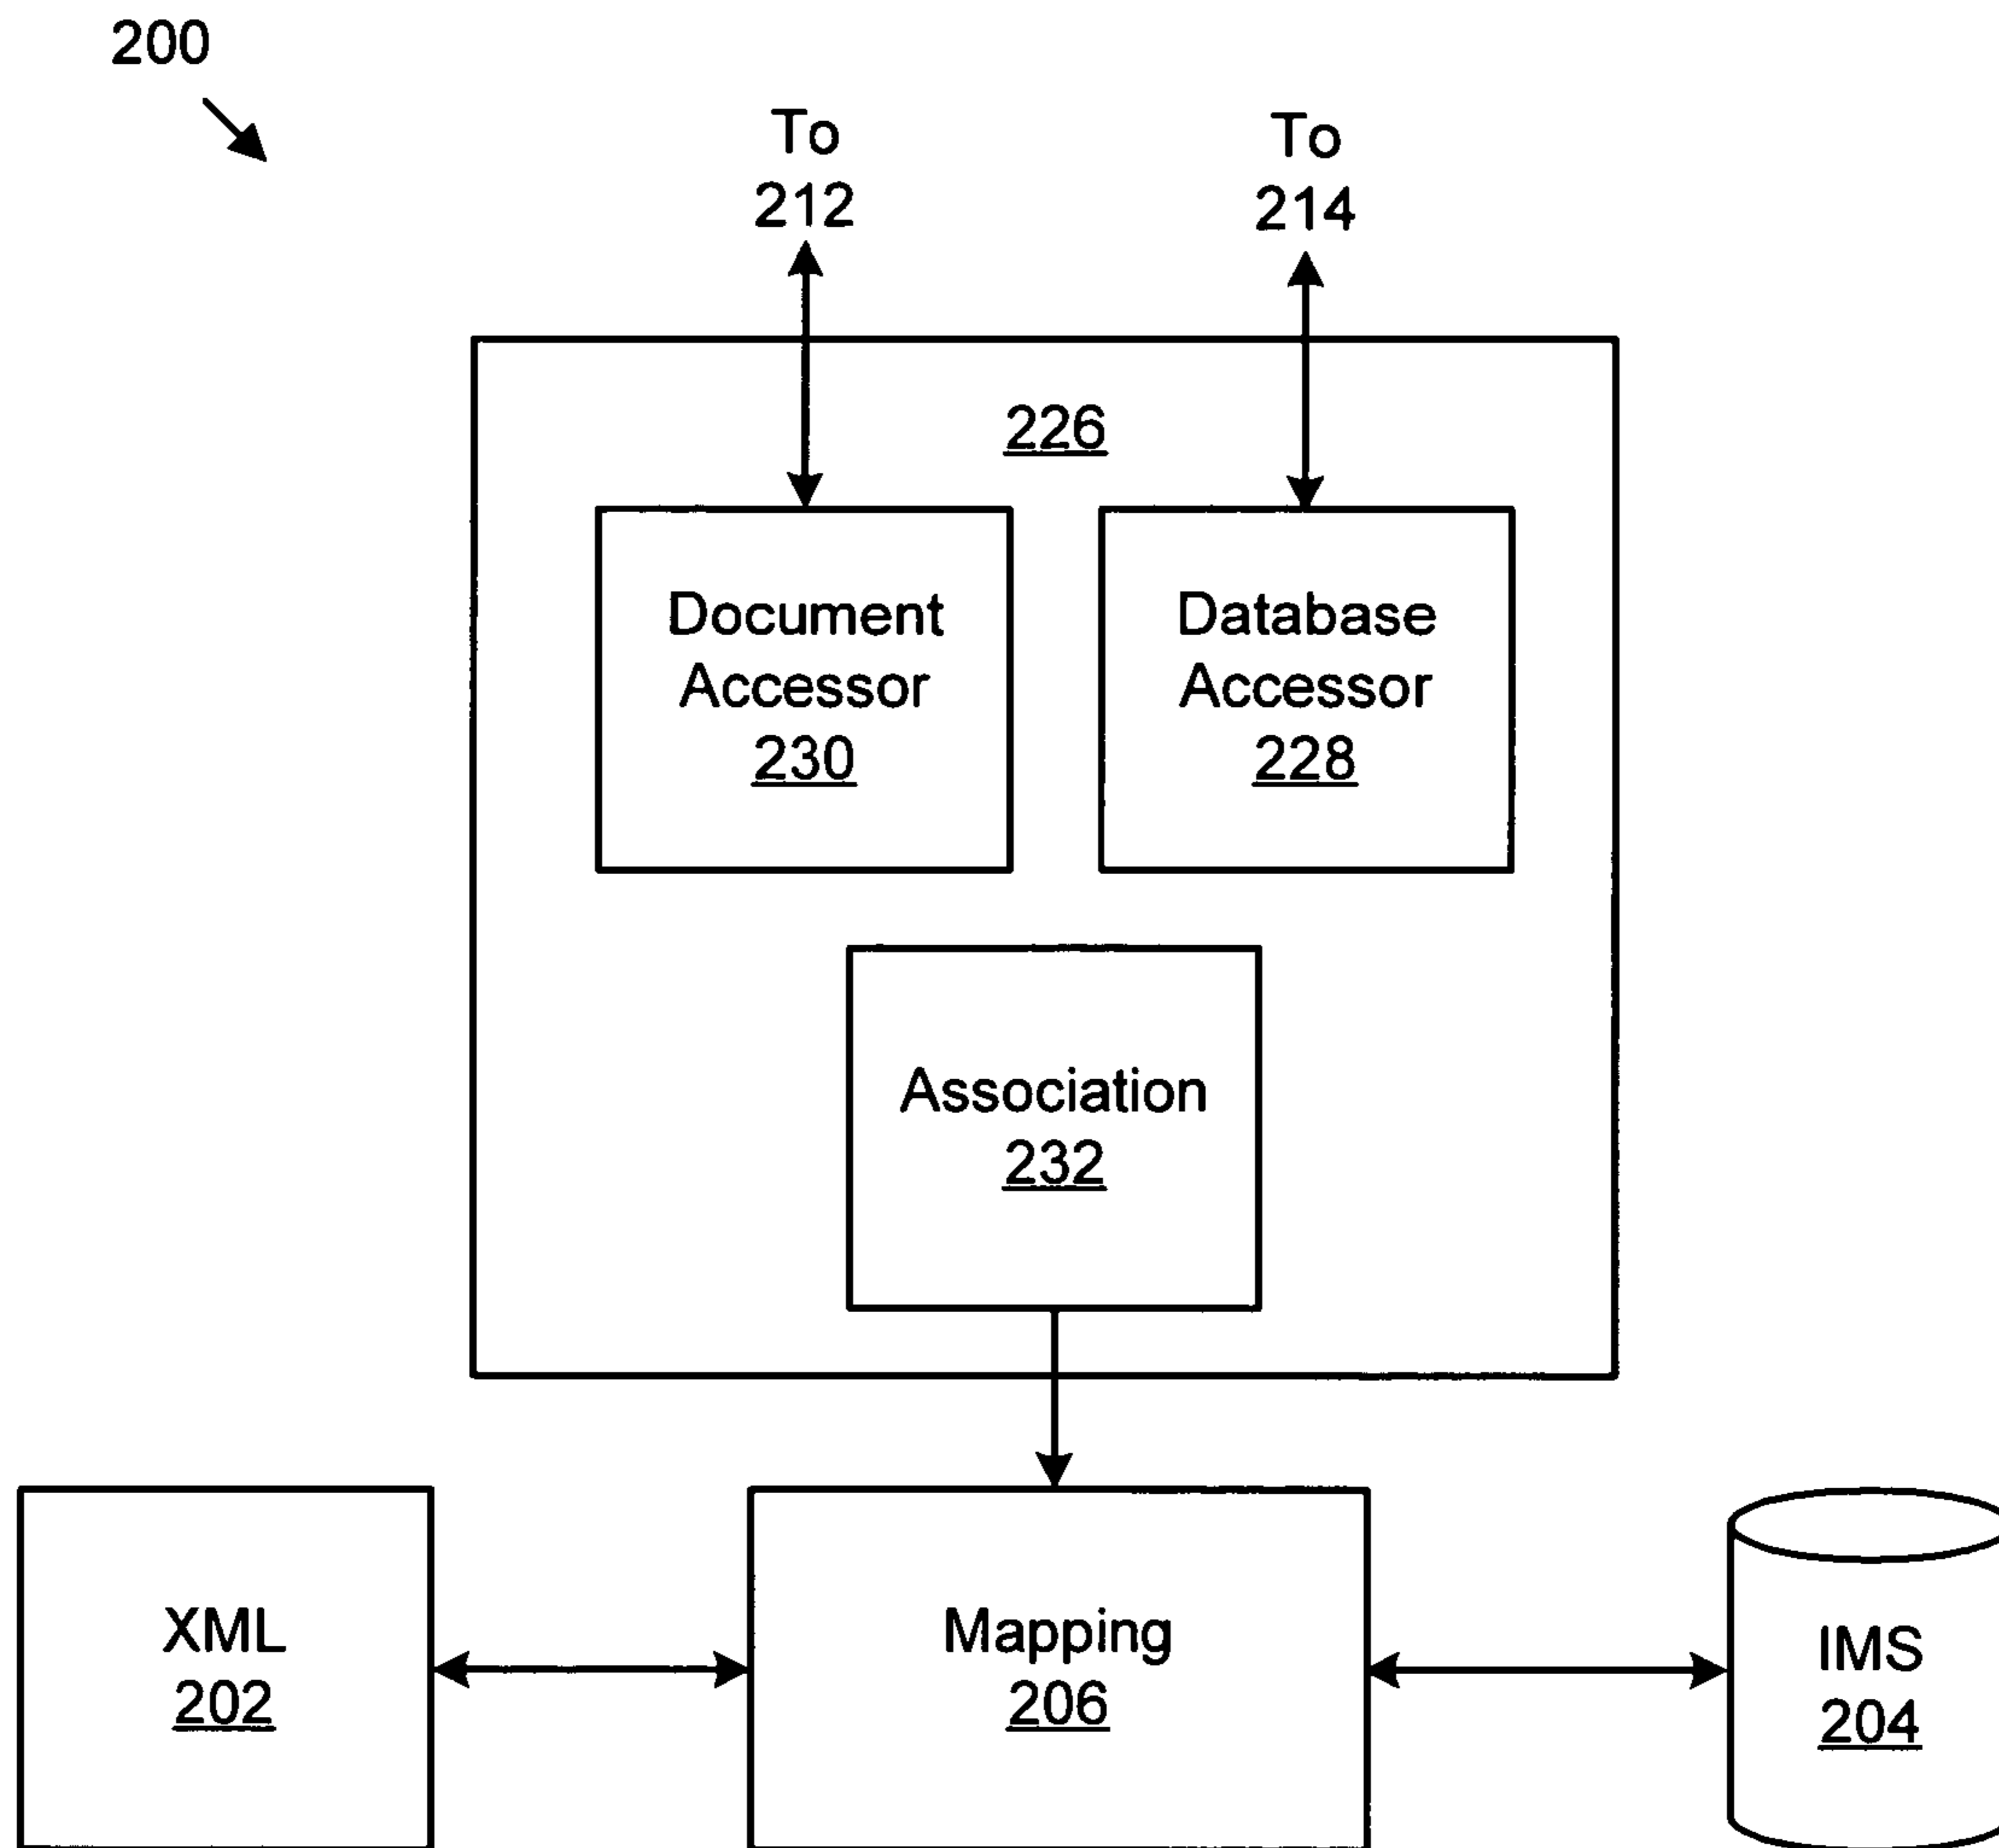 200
To
212
To
214
226
Document
Accessor
230
Database
Accessor
228
Association
232
XML
202
Mapping
206
IMS
204